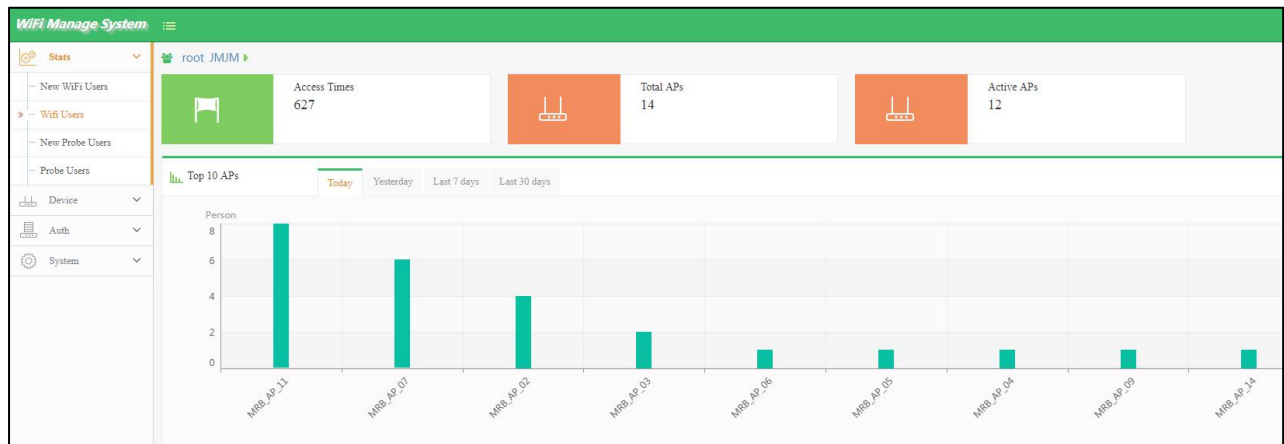 WiFi Manage System
Stats
New WiFi Users
» Wifi Users
New Probe Users
Probe Users
Device
Auth
System
root JMJM
Access Times
627
Total APs
14
Active APs
12
Top 10 APs
Today Yesterday Last 7 days Last 30 days
Person
8
6
4
2
0
MRB_AP_11 MRB_AP_07 MRB_AP_02 MRB_AP_03 MRB_AP_06 MRB_AP_05 MRB_AP_04 MRB_AP_09 MRB_AP_14